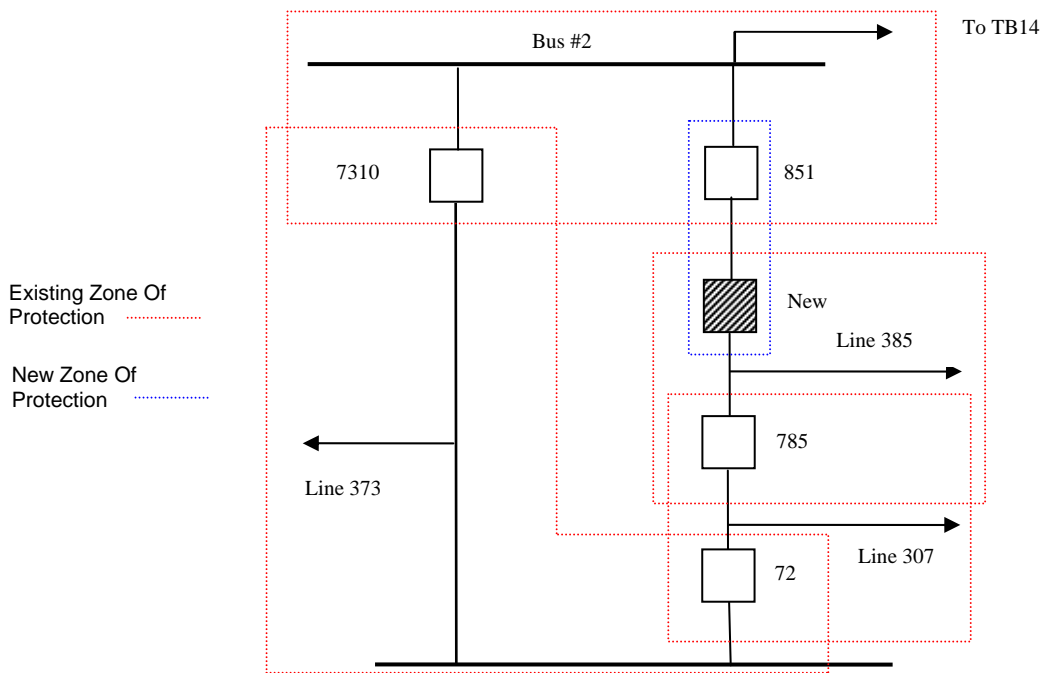 To TB14
Bus #2
7310
851
Existing Zone Of
Protection
New
Line 385
New Zone Of
Protection
785
Line 373
Line 307
72